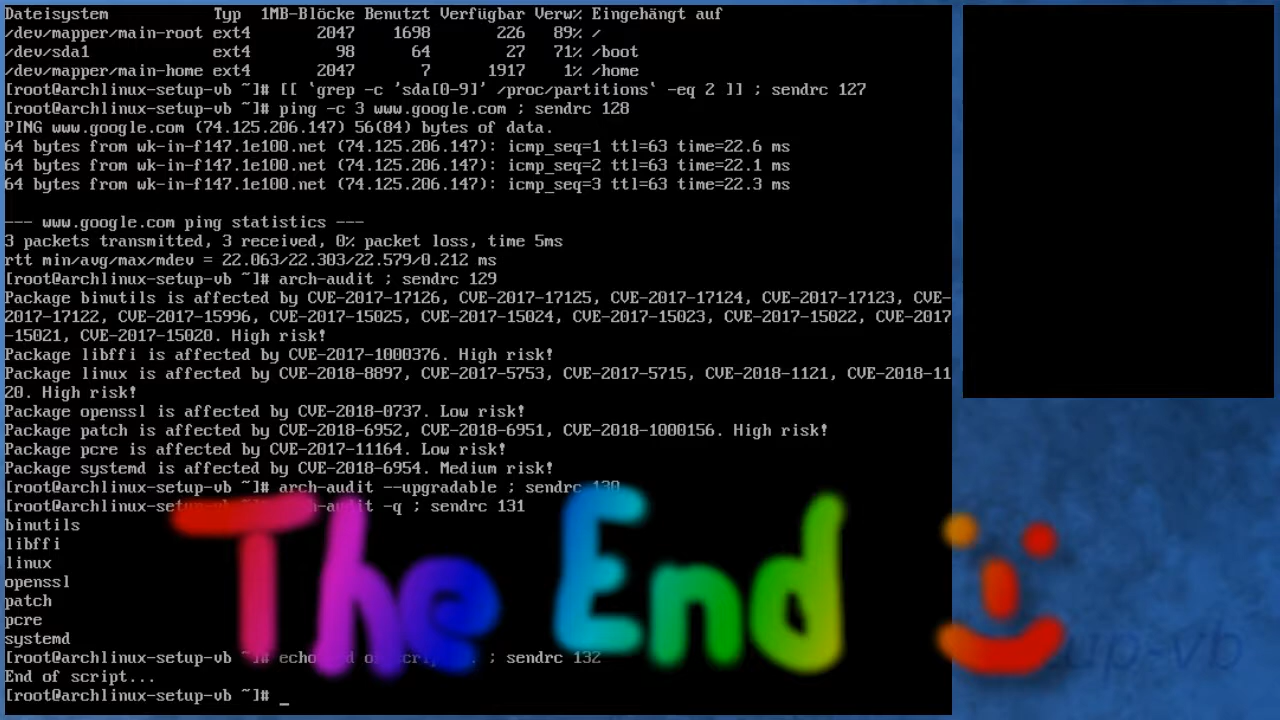 Dateisystem Typ 1MB-Blöcke Benutzt Verfügbar Verw% Eingehängt auf
/dev/mapper/main-root ext4 2047 1698 226 89% /
/dev/sda1 ext4 98 64 27 71% /boot
/dev/mapper/main-home ext4 2047 7 1917 1% /home
[root@archlinux-setup-vb ~]# [[ `grep -c 'sda[0-9]' /proc/partitions` -eq 2 ]] ; sendrc 127
[root@archlinux-setup-vb ~]# ping -c 3 www.google.com ; sendrc 128
PING www.google.com (74.125.206.147) 56(84) bytes of data.
64 bytes from wk-in-f147.1e100.net (74.125.206.147): icmp_seq=1 ttl=63 time=22.6 ms
64 bytes from wk-in-f147.1e100.net (74.125.206.147): icmp_seq=2 ttl=63 time=22.1 ms
64 bytes from wk-in-f147.1e100.net (74.125.206.147): icmp_seq=3 ttl=63 time=22.3 ms
--- www.google.com ping statistics ---
3 packets transmitted, 3 received, 0% packet loss, time 5ms
rtt min/avg/max/mdev = 22.063/22.303/22.579/0.212 ms
[root@archlinux-setup-vb ~]# arch-audit ; sendrc 129
Package binutils is affected by CVE-2017-17126, CVE-2017-17125, CVE-2017-17124, CVE-2017-17123, CVE-
2017-17122, CVE-2017-15996, CVE-2017-15025, CVE-2017-15024, CVE-2017-15023, CVE-2017-15022, CVE-2017
-15021, CVE-2017-15020. High risk!
Package libffi is affected by CVE-2017-1000376. High risk!
Package linux is affected by CVE-2018-8897, CVE-2017-5753, CVE-2017-5715, CVE-2018-1121, CVE-2018-11
20. High risk!
Package openssl is affected by CVE-2018-0737. Low risk!
Package patch is affected by CVE-2018-6952, CVE-2018-6951, CVE-2018-1000156. High risk!
Package pcre is affected by CVE-2017-11164. Low risk!
Package systemd is affected by CVE-2018-6954. Medium risk!
[root@archlinux-setup-vb ~]# arch-audit --upgradable ; sendrc 130
[root@archlinux-setup-vb ~]# arch-audit -q ; sendrc 131
binutils
libffi
linux
openssl
patch
pcre
systemd
The End
[root@archlinux-setup-vb ~]# echo ; sendrc 132
End of script...
[root@archlinux-setup-vb ~]# _
up-vb